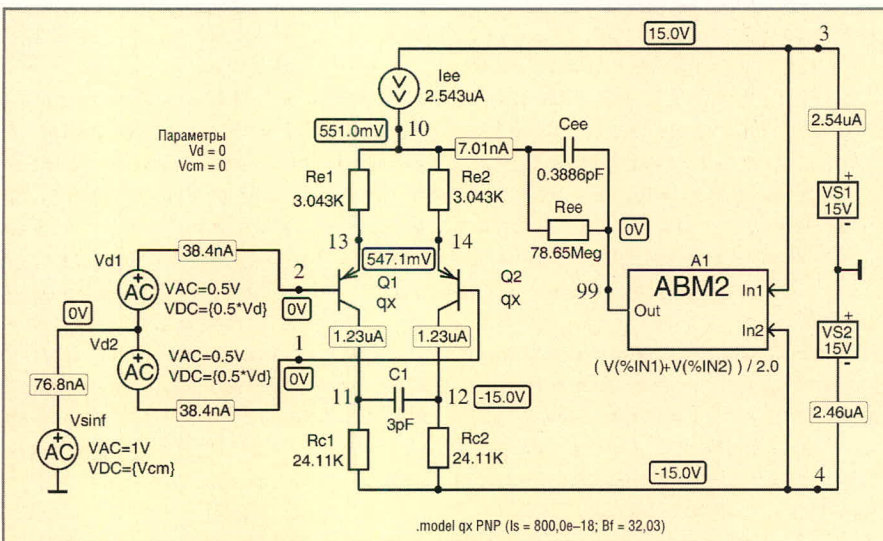 15.0V
3
Iee
2.543uA
551.0mV
10
Cee
0.3886pF
7.01nA
2.54uA
Параметры
Vd = 0
Vcm = 0
Re1
3.043K
Re2
3.043K
Ree
78.65Meg
0V
VS1
15V
+
-
13
14
547.1mV
38.4nA
2
Vd1
+
AC
VAC=0.5V
VDC={0.5*Vd}
0V
Q1
qx
Q2
qx
99
A1
ABM2
In1
Out
In2
( V(%IN1)+V(%IN2) ) / 2.0
VS2
15V
+
-
0V
Vd2
+
AC
VAC=0.5V
VDC={0.5*Vd}
1
0V
1.23uA
1.23uA
76.8nA
38.4nA
11
C1
3pF
12
-15.0V
2.46uA
Vsinf
+
AC
VAC=1V
VDC={Vcm}
Rc1
24.11K
Rc2
24.11K
-15.0V
4
.model qx PNP (Is = 800,0e–18; Bf = 32,03)